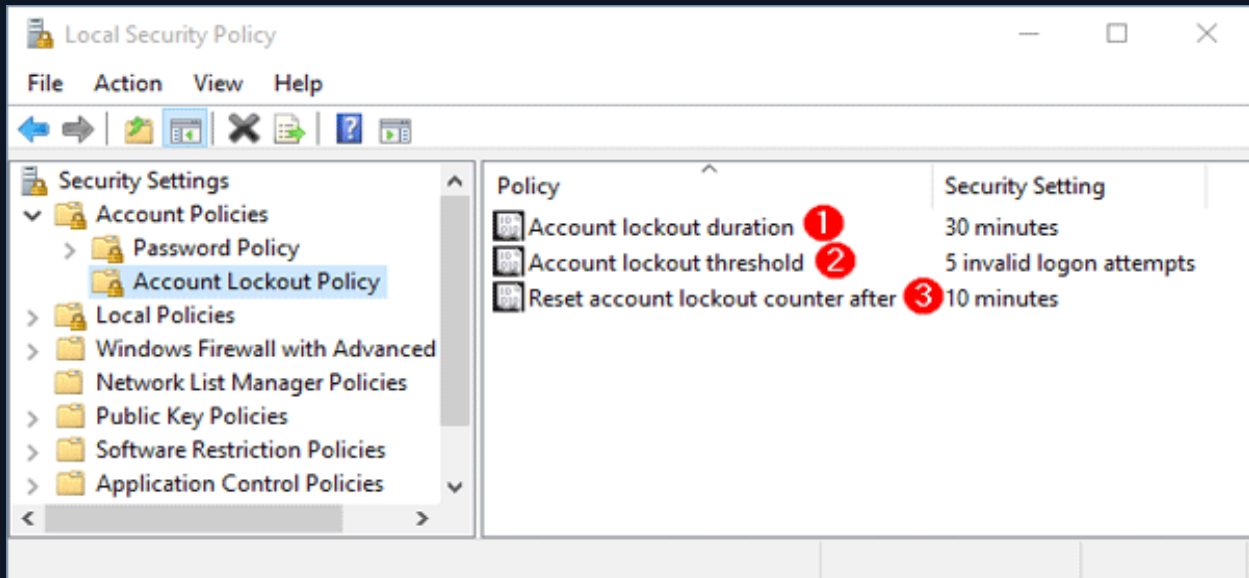 Local Security Policy
File Action View Help
Security Settings
Account Policies
Password Policy
Account Lockout Policy
Local Policies
Windows Firewall with Advanced
Network List Manager Policies
Public Key Policies
Software Restriction Policies
Application Control Policies
Policy Security Setting
Account lockout duration 1 30 minutes
Account lockout threshold 2 5 invalid logon attempts
Reset account lockout counter after 3 10 minutes